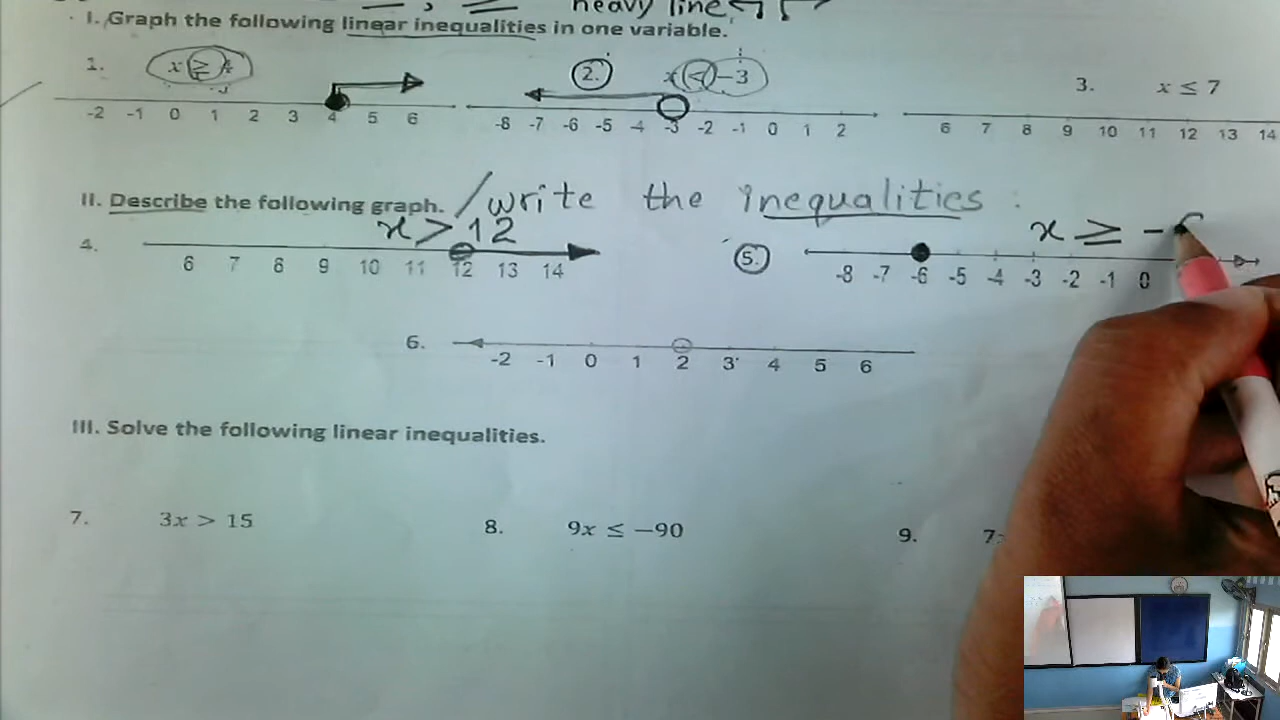 heavy line
I. Graph the following linear inequalities in one variable.
1. x ≥ 4
2. x < −3
3. x ≤ 7
-2 -1 0 1 2 3 4 5 6
-8 -7 -6 -5 -4 -3 -2 -1 0 1 2
6 7 8 9 10 11 12 13 14
II. Describe the following graph. / write the inequalities :
4. x > 12
6 7 8 9 10 11 12 13 14
5. x ≥ -
-8 -7 -6 -5 -4 -3 -2 -1 0
6.
-2 -1 0 1 2 3 4 5 6
III. Solve the following linear inequalities.
7. 3x > 15
8. 9x ≤ −90
9.